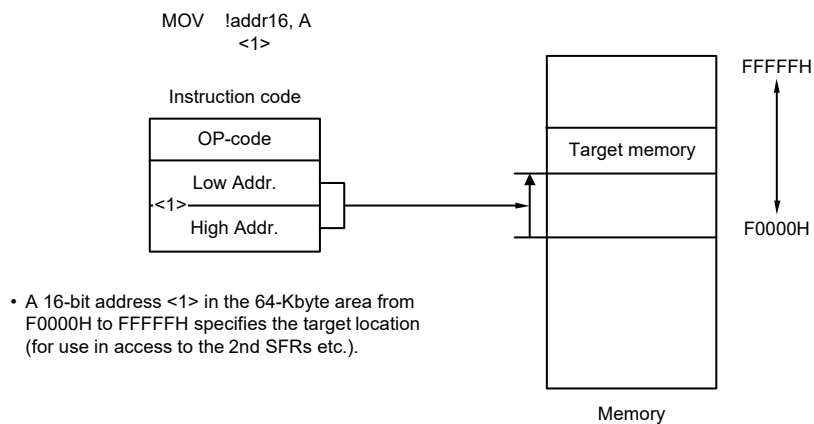 MOV !addr16, A
<1>
Instruction code
OP-code
Low Addr.
<1>
High Addr.
FFFFFH
Target memory
F0000H
• A 16-bit address <1> in the 64-Kbyte area from
F0000H to FFFFFH specifies the target location
(for use in access to the 2nd SFRs etc.).
Memory